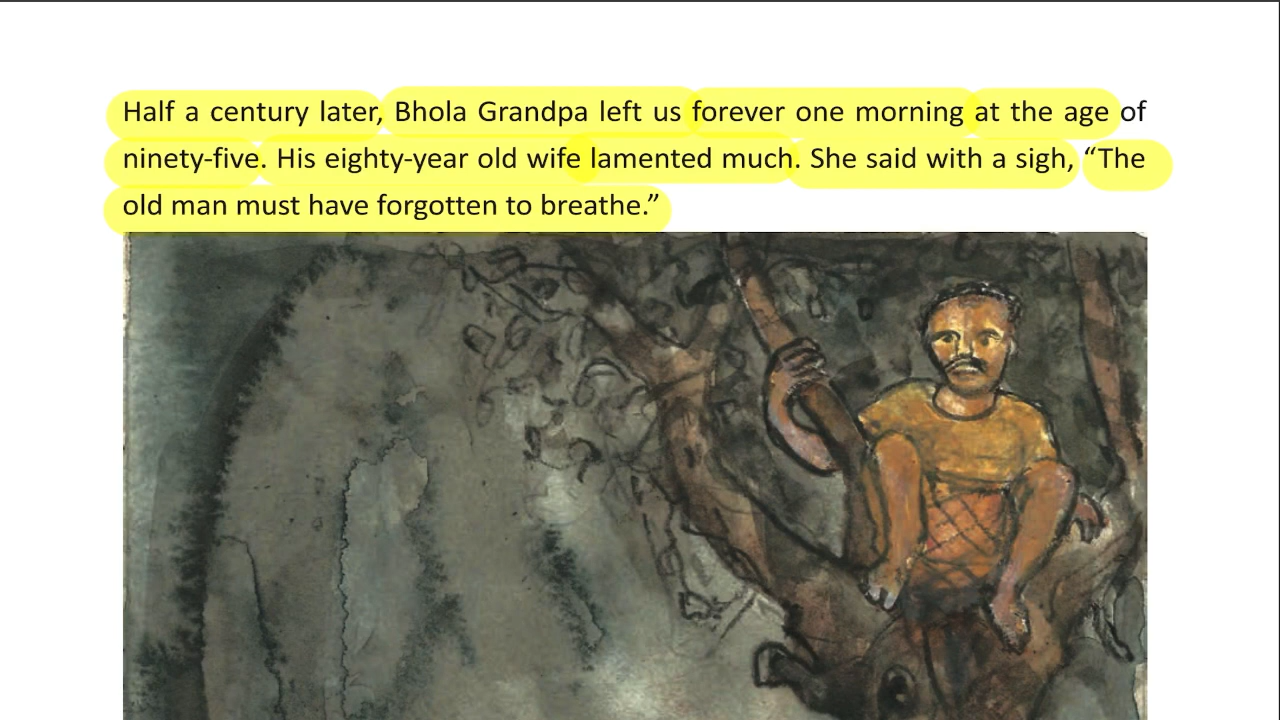 Half a century later, Bhola Grandpa left us forever one morning at the age of
ninety-five. His eighty-year old wife lamented much. She said with a sigh, “The
old man must have forgotten to breathe.”